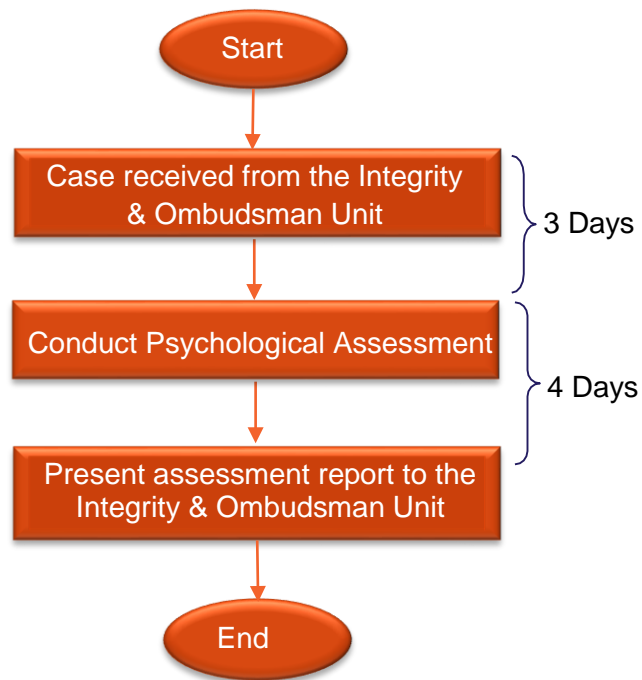 Start
Case received from the Integrity
& Ombudsman Unit
3 Days
Conduct Psychological Assessment
4 Days
Present assessment report to the
Integrity & Ombudsman Unit
End